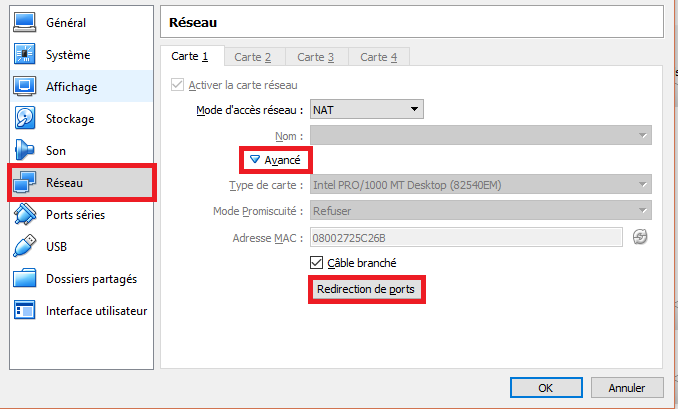 Général
Système
Affichage
Stockage
Son
Réseau
Ports séries
USB
Dossiers partagés
Interface utilisateur
Réseau
Carte 1 Carte 2 Carte 3 Carte 4
Activer la carte réseau
Mode d'accès réseau : NAT
Nom :
Avancé
Type de carte : Intel PRO/1000 MT Desktop (82540EM)
Mode Promiscuité : Refuser
Adresse MAC : 08002725C26B
Câble branché
Redirection de ports
OK Annuler